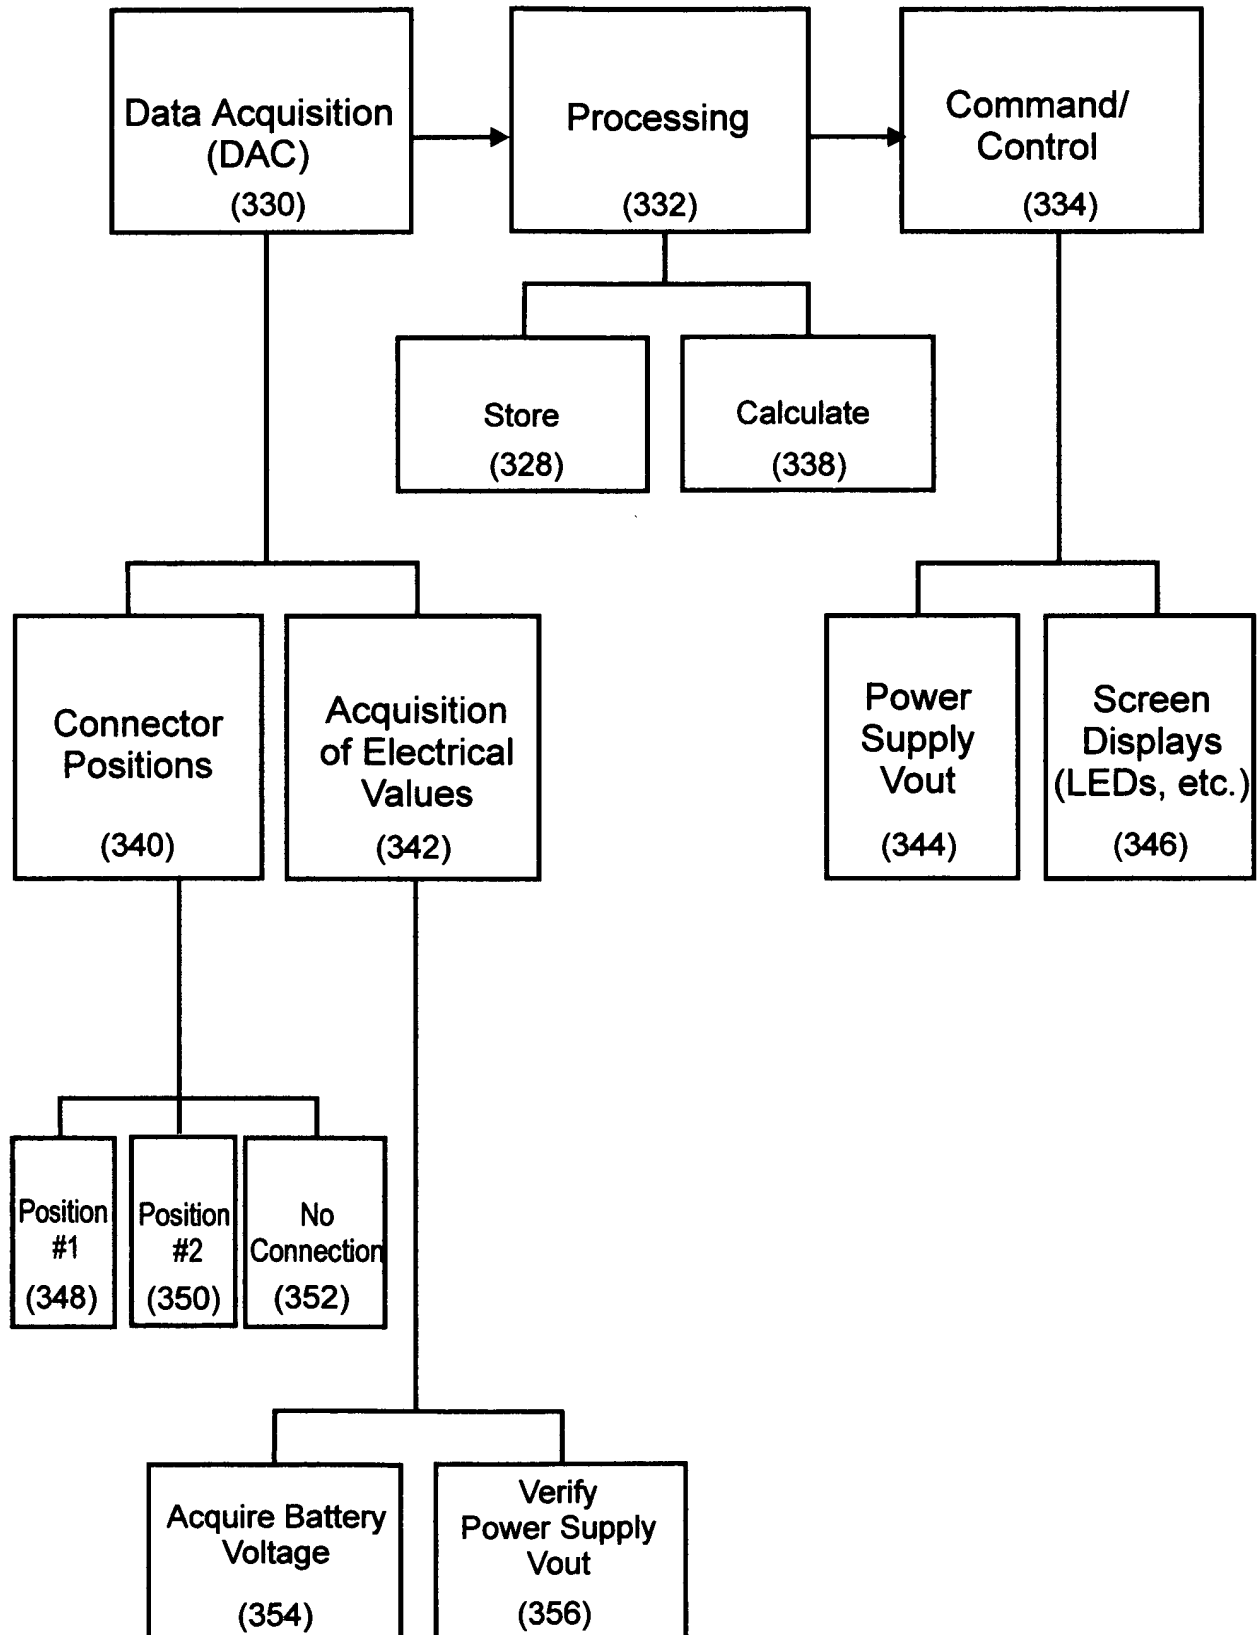 Data Acquisition
(DAC)
(330)
Processing
(332)
Command/
Control
(334)
Store
(328)
Calculate
(338)
Connector
Positions
(340)
Acquisition
of Electrical
Values
(342)
Power
Supply
Vout
(344)
Screen
Displays
(LEDs, etc.)
(346)
Position
#1
(348)
Position
#2
(350)
No
Connection
(352)
Acquire Battery
Voltage
(354)
Verify
Power Supply
Vout
(356)